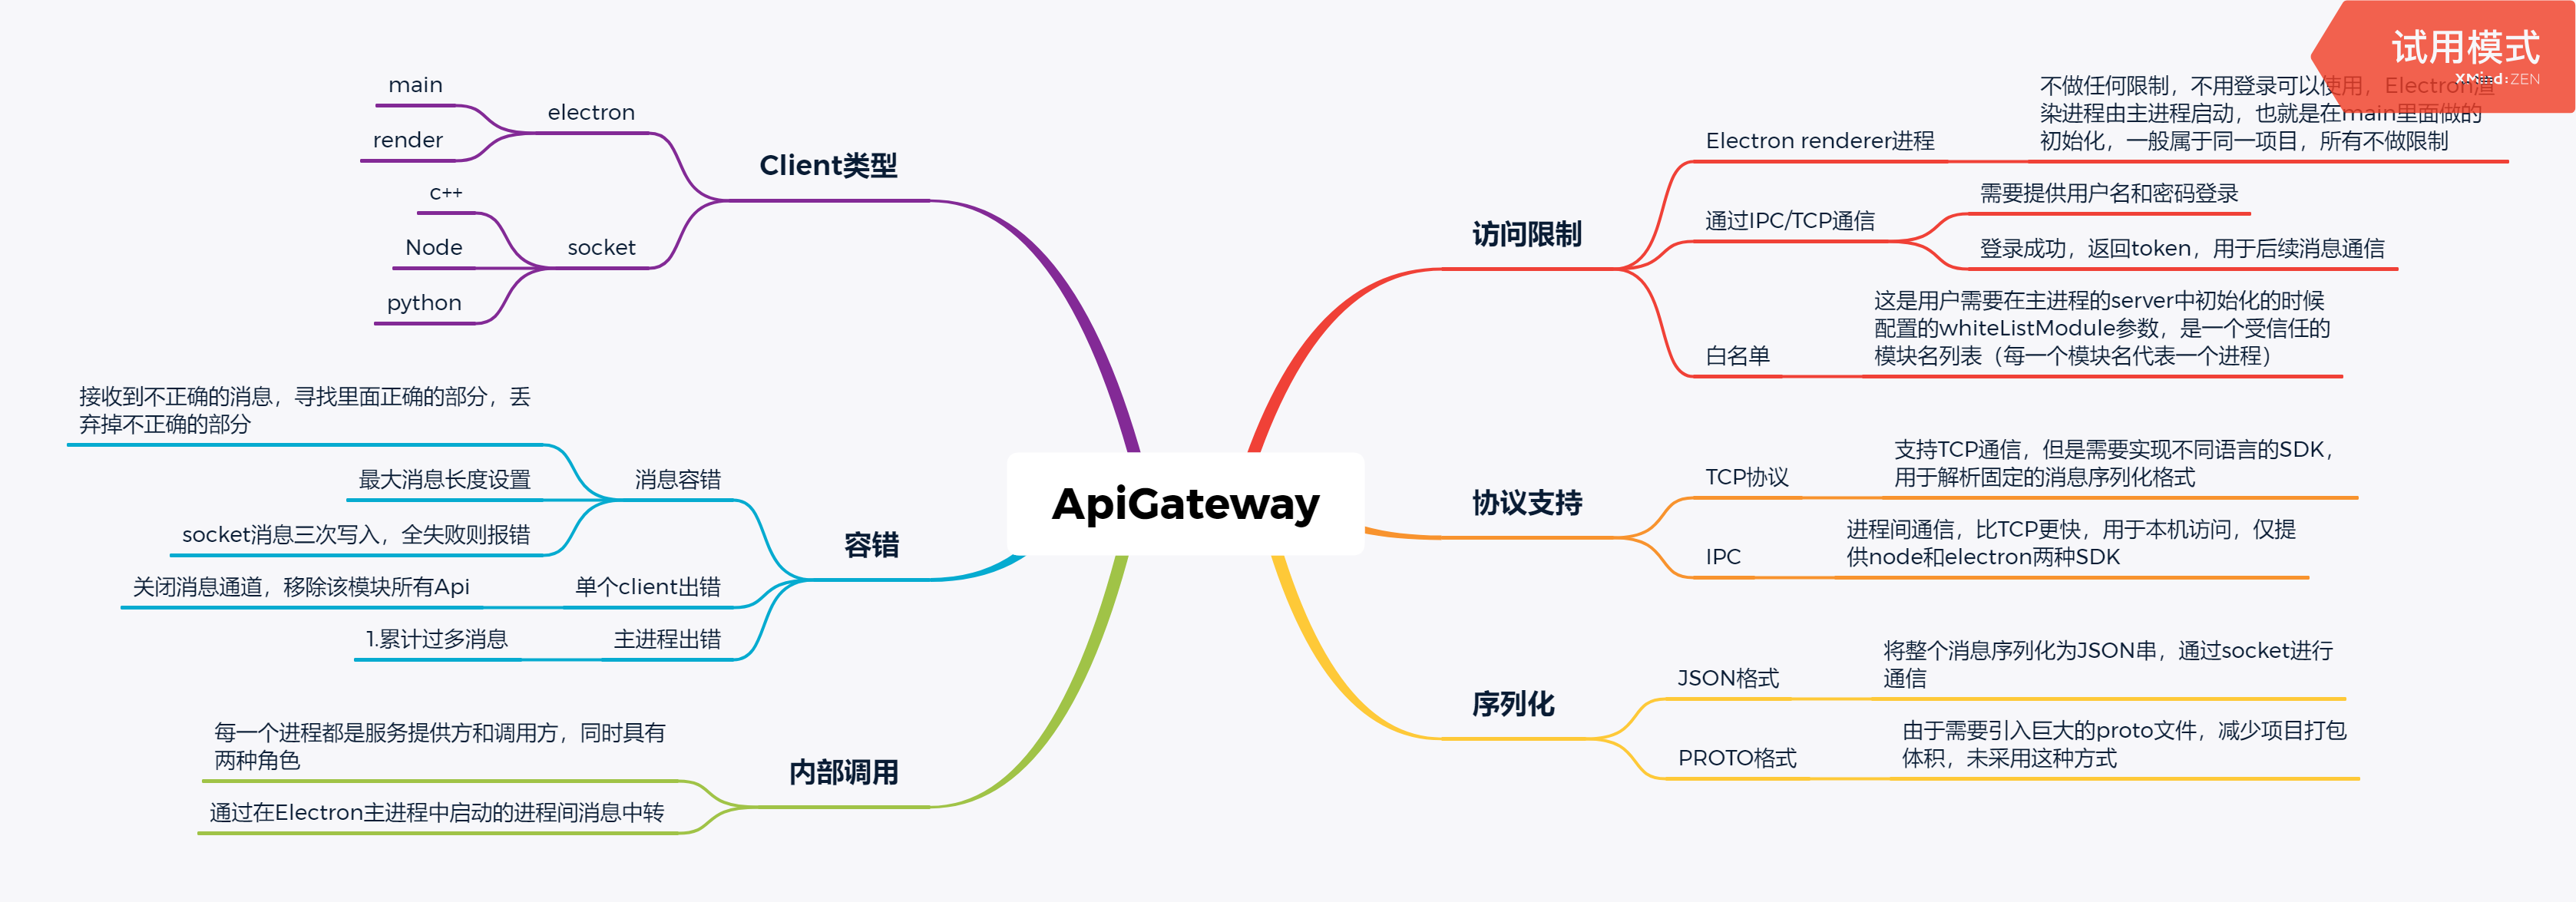 试用模式
XMind:ZEN
ApiGateway
访问限制
Electron renderer进程
不做任何限制，不用登录可以使用，Electron渲
染进程由主进程启动，也就是在main里面做的
初始化，一般属于同一项目，所有不做限制
通过IPC/TCP通信
需要提供用户名和密码登录
登录成功，返回token，用于后续消息通信
白名单
这是用户需要在主进程的server中初始化的时候
配置的whiteListModule参数，是一个受信任的
模块名列表（每一个模块名代表一个进程）
协议支持
TCP协议
支持TCP通信，但是需要实现不同语言的SDK，
用于解析固定的消息序列化格式
IPC
进程间通信，比TCP更快，用于本机访问，仅提
供node和electron两种SDK
序列化
JSON格式
将整个消息序列化为JSON串，通过socket进行
通信
PROTO格式
由于需要引入巨大的proto文件，减少项目打包
体积，未采用这种方式
Client类型
electron
main
render
socket
c++
Node
python
容错
消息容错
接收到不正确的消息，寻找里面正确的部分，丢
弃掉不正确的部分
最大消息长度设置
socket消息三次写入，全失败则报错
单个client出错
关闭消息通道，移除该模块所有Api
主进程出错
1.累计过多消息
内部调用
每一个进程都是服务提供方和调用方，同时具有
两种角色
通过在Electron主进程中启动的进程间消息中转